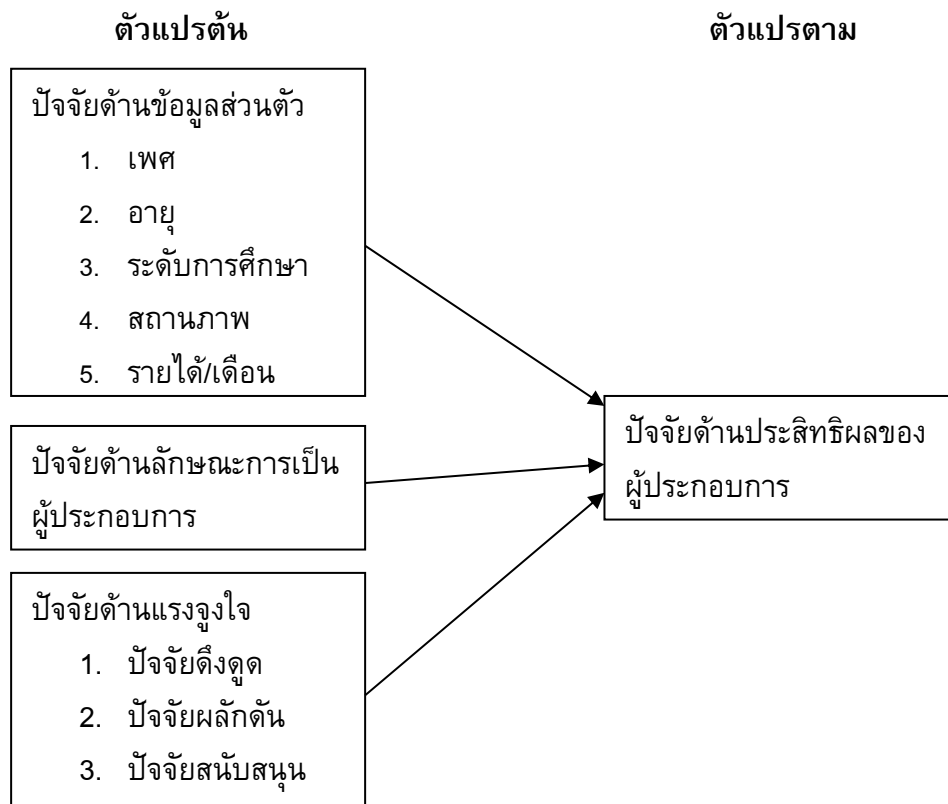 ตัวแปรต้น
ตัวแปรตาม
ปัจจัยด้านข้อมูลส่วนตัว
1. เพศ
2. อายุ
3. ระดับการศึกษา
4. สถานภาพ
5. รายได้/เดือน
ปัจจัยด้านลักษณะการเป็น
ผู้ประกอบการ
ปัจจัยด้านแรงจูงใจ
1. ปัจจัยดึงดูด
2. ปัจจัยผลักดัน
3. ปัจจัยสนับสนุน
ปัจจัยด้านประสิทธิผลของ
ผู้ประกอบการ